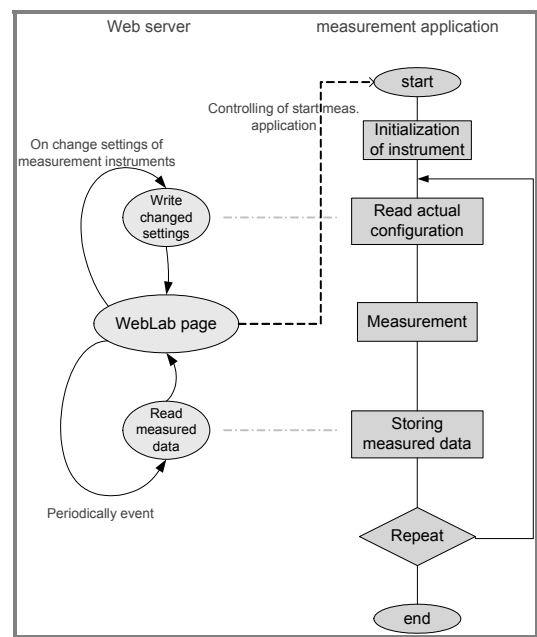 Web server
measurement application
start
Controlling of start meas.
application
Initialization
of instrument
On change settings of
measurement instruments
Write
changed
settings
Read actual
configuration
WebLab page
Measurement
Read
measured
data
Storing
measured data
Periodically event
Repeat
end